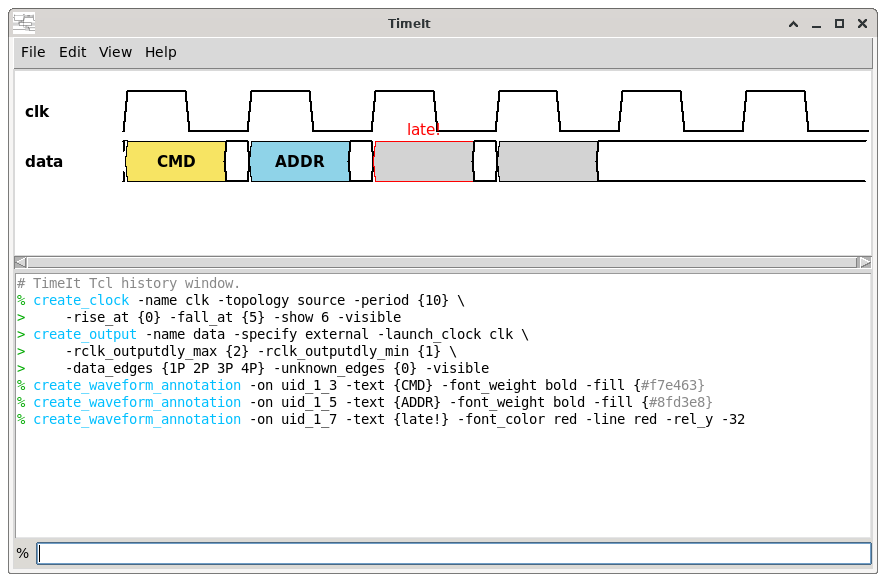 TimeIt
File Edit View Help
clk
late!
data CMD ADDR
# TimeIt Tcl history window.
% create_clock -name clk -topology source -period {10} \
>     -rise_at {0} -fall_at {5} -show 6 -visible
% create_output -name data -specify external -launch_clock clk \
>     -rclk_outputdly_max {2} -rclk_outputdly_min {1} \
>     -data_edges {1P 2P 3P 4P} -unknown_edges {0} -visible
% create_waveform_annotation -on uid_1_3 -text {CMD} -font_weight bold -fill {#f7e463}
% create_waveform_annotation -on uid_1_5 -text {ADDR} -font_weight bold -fill {#8fd3e8}
% create_waveform_annotation -on uid_1_7 -text {late!} -font_color red -line red -rel_y -32
%